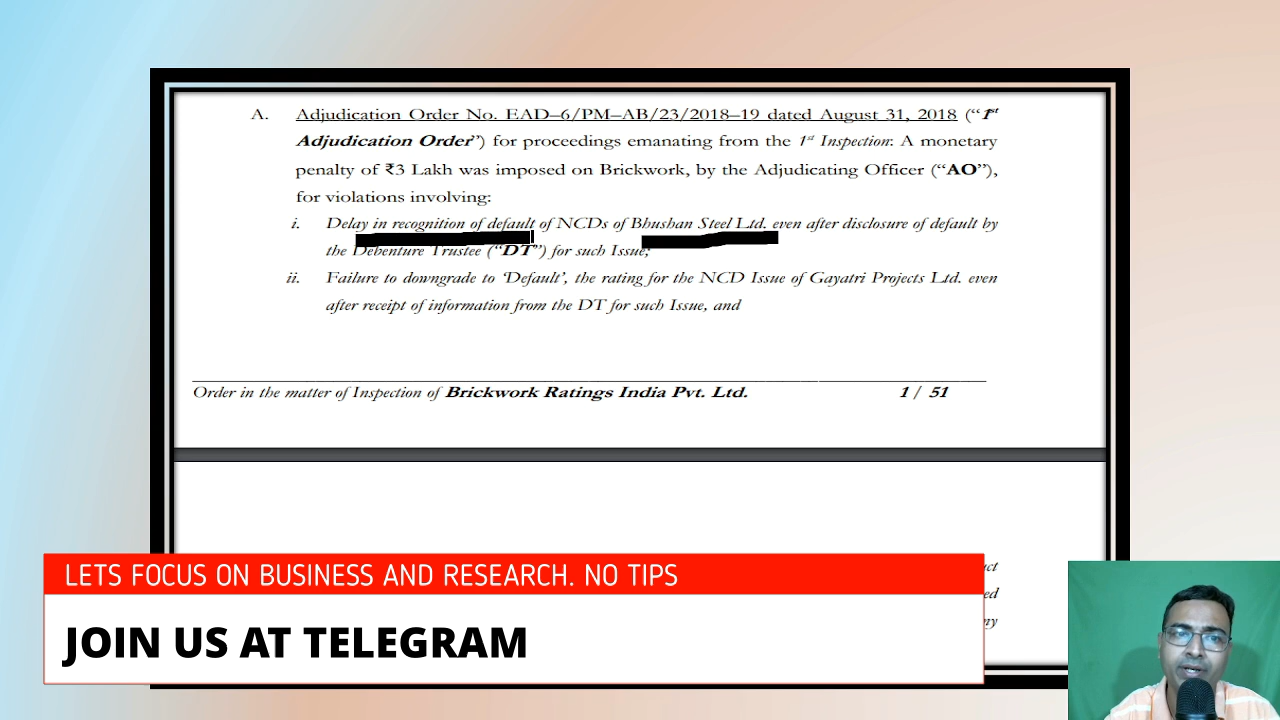 A. Adjudication Order No. EAD–6/PM–AB/23/2018–19 dated August 31, 2018 (“1st
Adjudication Order”) for proceedings emanating from the 1st Inspection: A monetary
penalty of ₹3 Lakh was imposed on Brickwork, by the Adjudicating Officer (“AO”),
for violations involving:
i. Delay in recognition of default of NCDs of Bhushan Steel Ltd. even after disclosure of default by
the Debenture Trustee (“DT”) for such Issue;
ii. Failure to downgrade to ‘Default’, the rating for the NCD Issue of Gayatri Projects Ltd. even
after receipt of information from the DT for such Issue, and
Order in the matter of Inspection of Brickwork Ratings India Pvt. Ltd. 1 / 51
LETS FOCUS ON BUSINESS AND RESEARCH. NO TIPS
JOIN US AT TELEGRAM